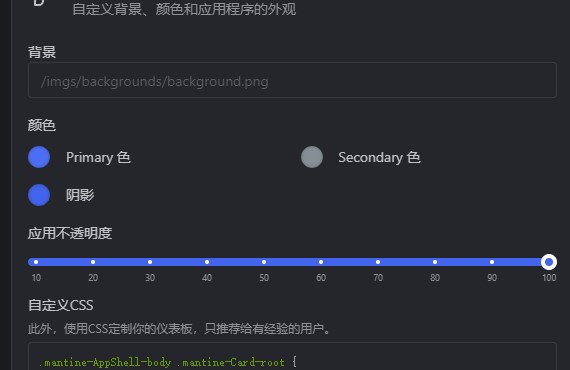 自定义背景、颜色和应用程序的外观
背景
/imgs/backgrounds/background.png
颜色
Primary 色
Secondary 色
阴影
应用不透明度
10 20 30 40 50 60 70 80 90 100
自定义CSS
此外，使用CSS定制你的仪表板，只推荐给有经验的用户。
.mantine-AppShell-body .mantine-Card-root {